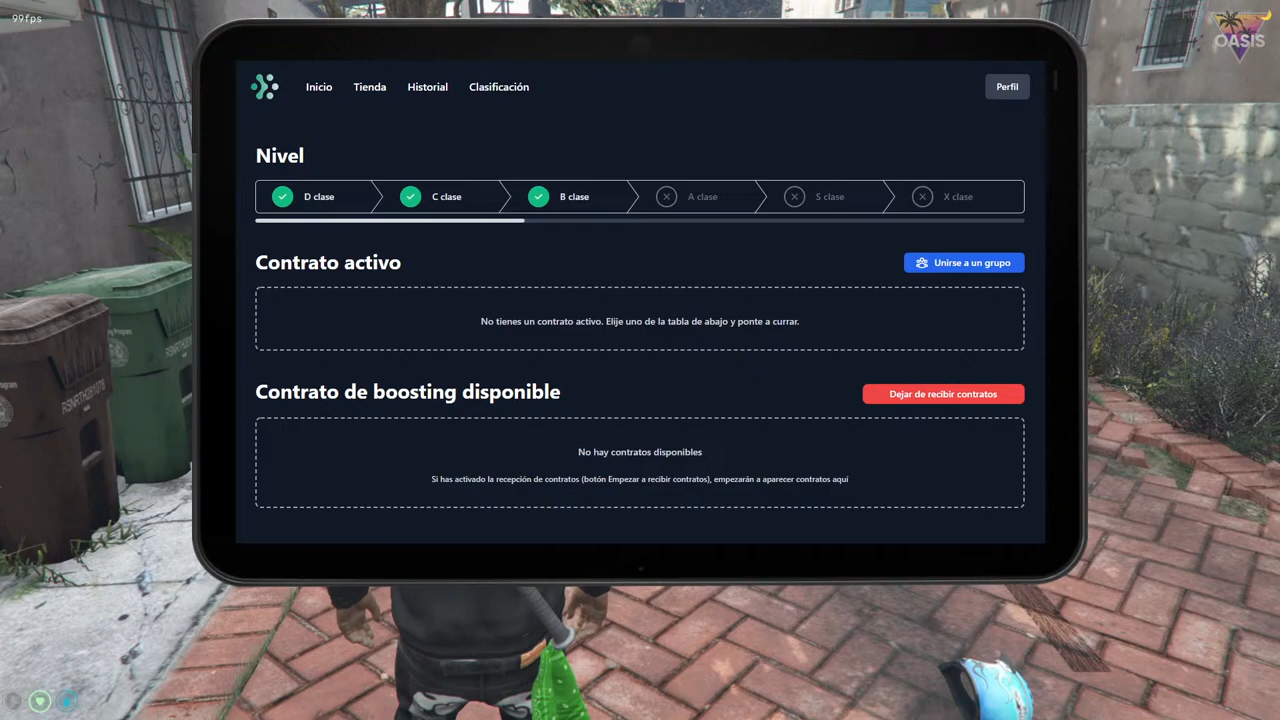 99fps
OASIS
Inicio
Tienda
Historial
Clasificación
Perfil
Nivel
D clase
C clase
B clase
A clase
S clase
X clase
Contrato activo
Unirse a un grupo
No tienes un contrato activo. Elije uno de la tabla de abajo y ponte a currar.
Contrato de boosting disponible
Dejar de recibir contratos
No hay contratos disponibles
Si has activado la recepción de contratos (botón Empezar a recibir contratos), empezarán a aparecer contratos aquí